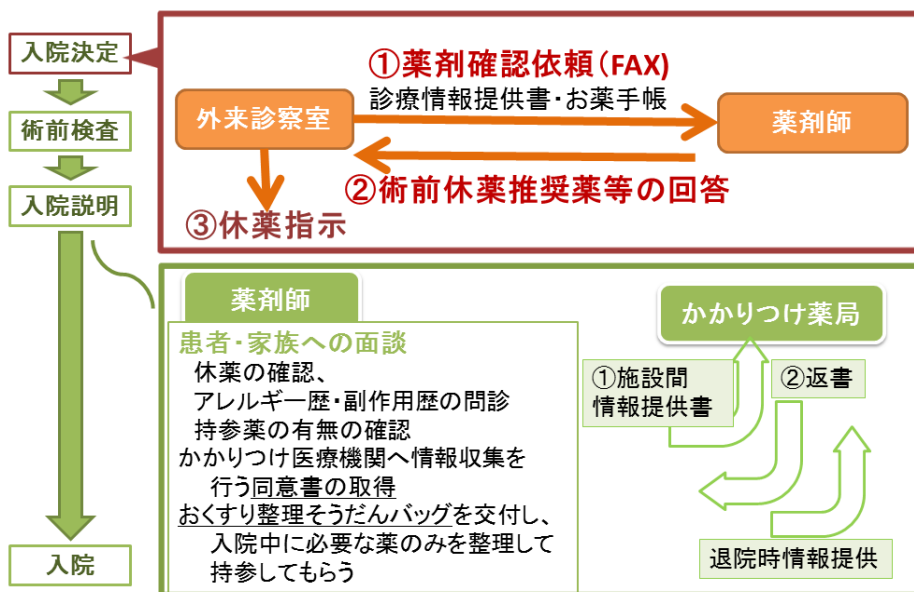 入院決定
術前検査
入院説明
入院
①薬剤確認依頼(FAX)
診療情報提供書・お薬手帳
外来診察室
薬剤師
②術前休薬推奨薬等の回答
③休薬指示
薬剤師
患者・家族への面談
休薬の確認、
アレルギー歴・副作用歴の問診
持参薬の有無の確認
かかりつけ医療機関へ情報収集を
行う同意書の取得
おくすり整理そうだんバッグを交付し、
入院中に必要な薬のみを整理して
持参してもらう
かかりつけ薬局
①施設間
情報提供書
②返書
退院時情報提供